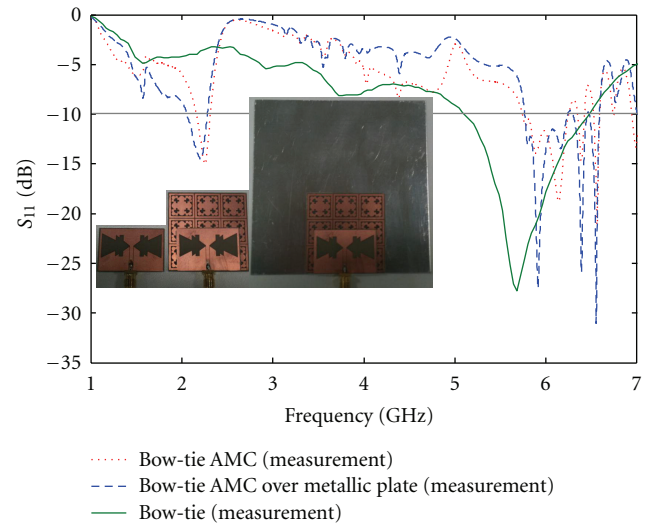 0
−5
−10
−15
−20
−25
−30
−35
S11 (dB)
1 2 3 4 5 6 7
Frequency (GHz)
Bow-tie AMC (measurement)
Bow-tie AMC over metallic plate (measurement)
Bow-tie (measurement)